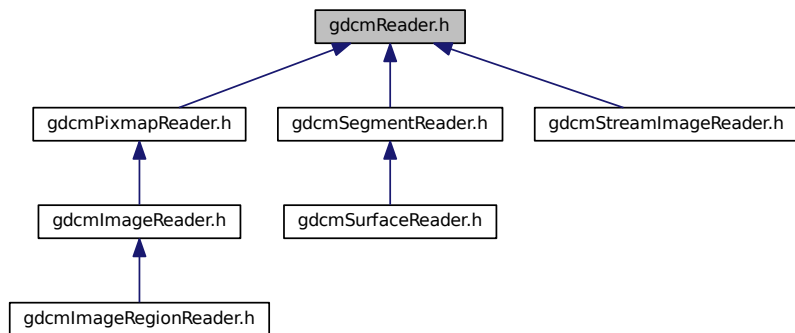 gdcmReader.h
gdcmPixmapReader.h
gdcmSegmentReader.h
gdcmStreamImageReader.h
gdcmImageReader.h
gdcmSurfaceReader.h
gdcmImageRegionReader.h